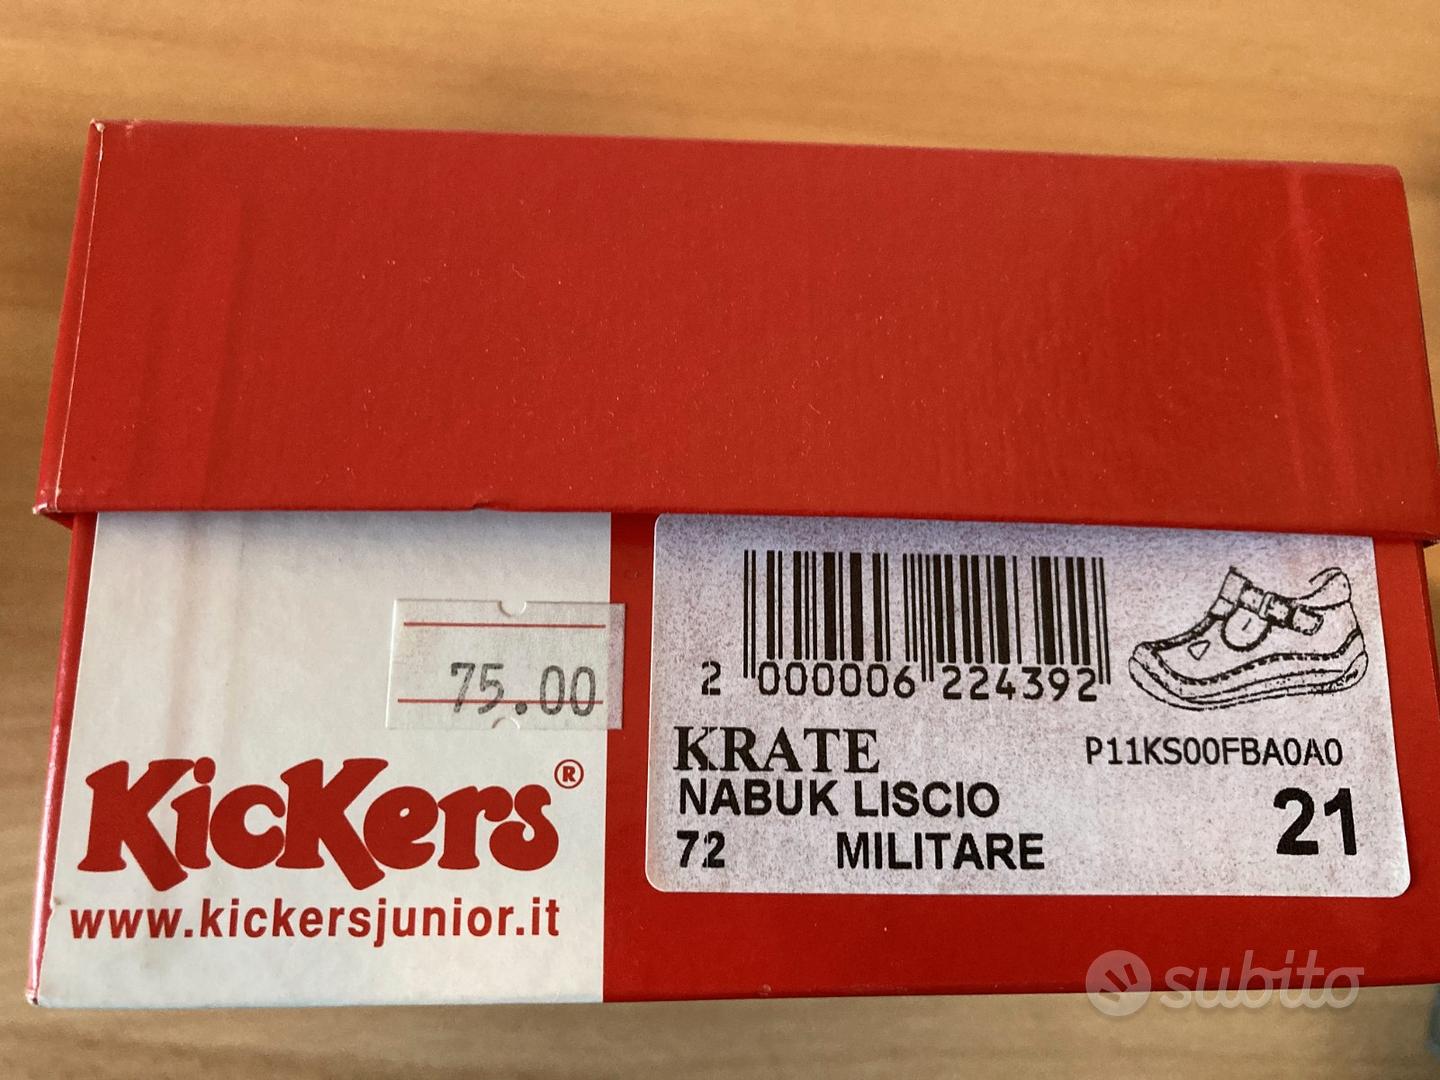 75.00
KicKers®
www.kickersjunior.it
2 000006 224392
KRATE P11KS00FBA0A0
NABUK LISCIO 21
72 MILITARE
subito